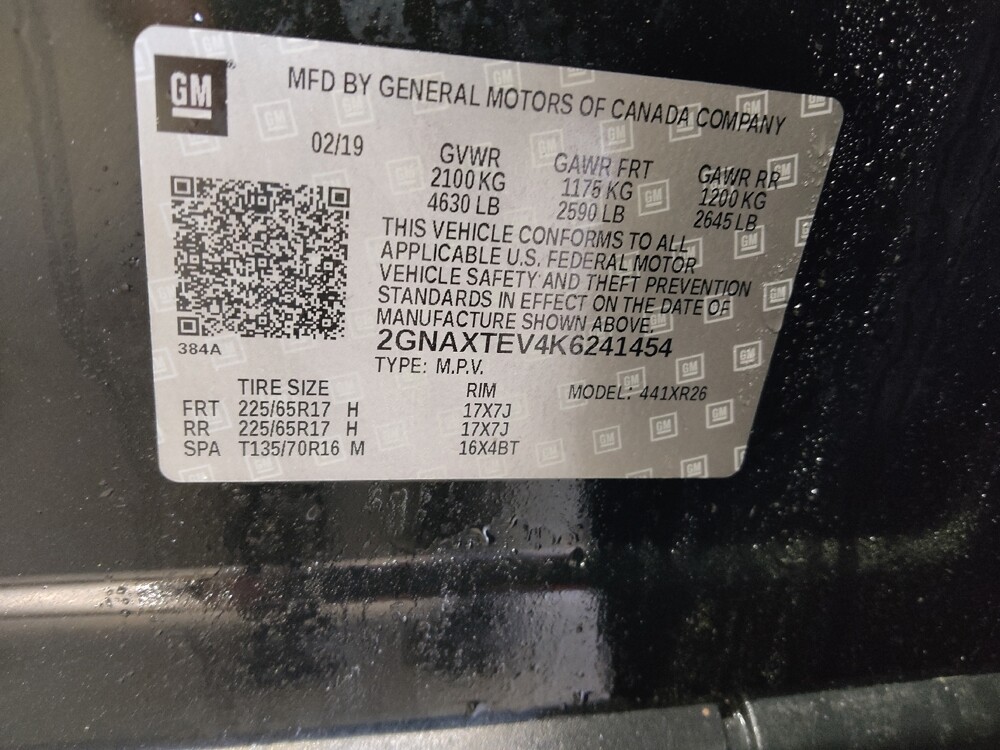 GM
MFD BY GENERAL MOTORS OF CANADA COMPANY
02/19
GVWR GAWR FRT GAWR RR
2100 KG 1175 KG 1200 KG
4630 LB 2590 LB 2645 LB
THIS VEHICLE CONFORMS TO ALL
APPLICABLE U.S. FEDERAL MOTOR
VEHICLE SAFETY AND THEFT PREVENTION
STANDARDS IN EFFECT ON THE DATE OF
MANUFACTURE SHOWN ABOVE.
2GNAXTEV4K6241454
384A
TYPE: M.P.V.
TIRE SIZE RIM MODEL: 441XR26
FRT 225/65R17 H 17X7J
RR 225/65R17 H 17X7J
SPA T135/70R16 M 16X4BT